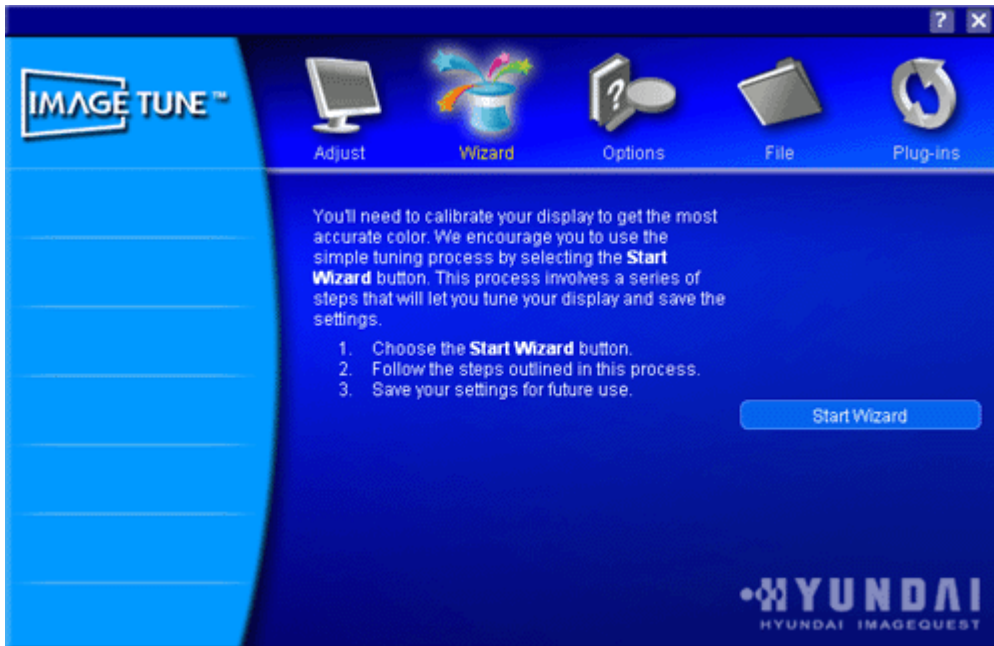 ? X
IMAGE TUNE™
Adjust Wizard Options File Plug-ins
You'll need to calibrate your display to get the most
accurate color. We encourage you to use the
simple tuning process by selecting the Start
Wizard button. This process involves a series of
steps that will let you tune your display and save the
settings.
1. Choose the Start Wizard button.
2. Follow the steps outlined in this process.
3. Save your settings for future use.
Start Wizard
HYUNDAI
HYUNDAI IMAGEQUEST